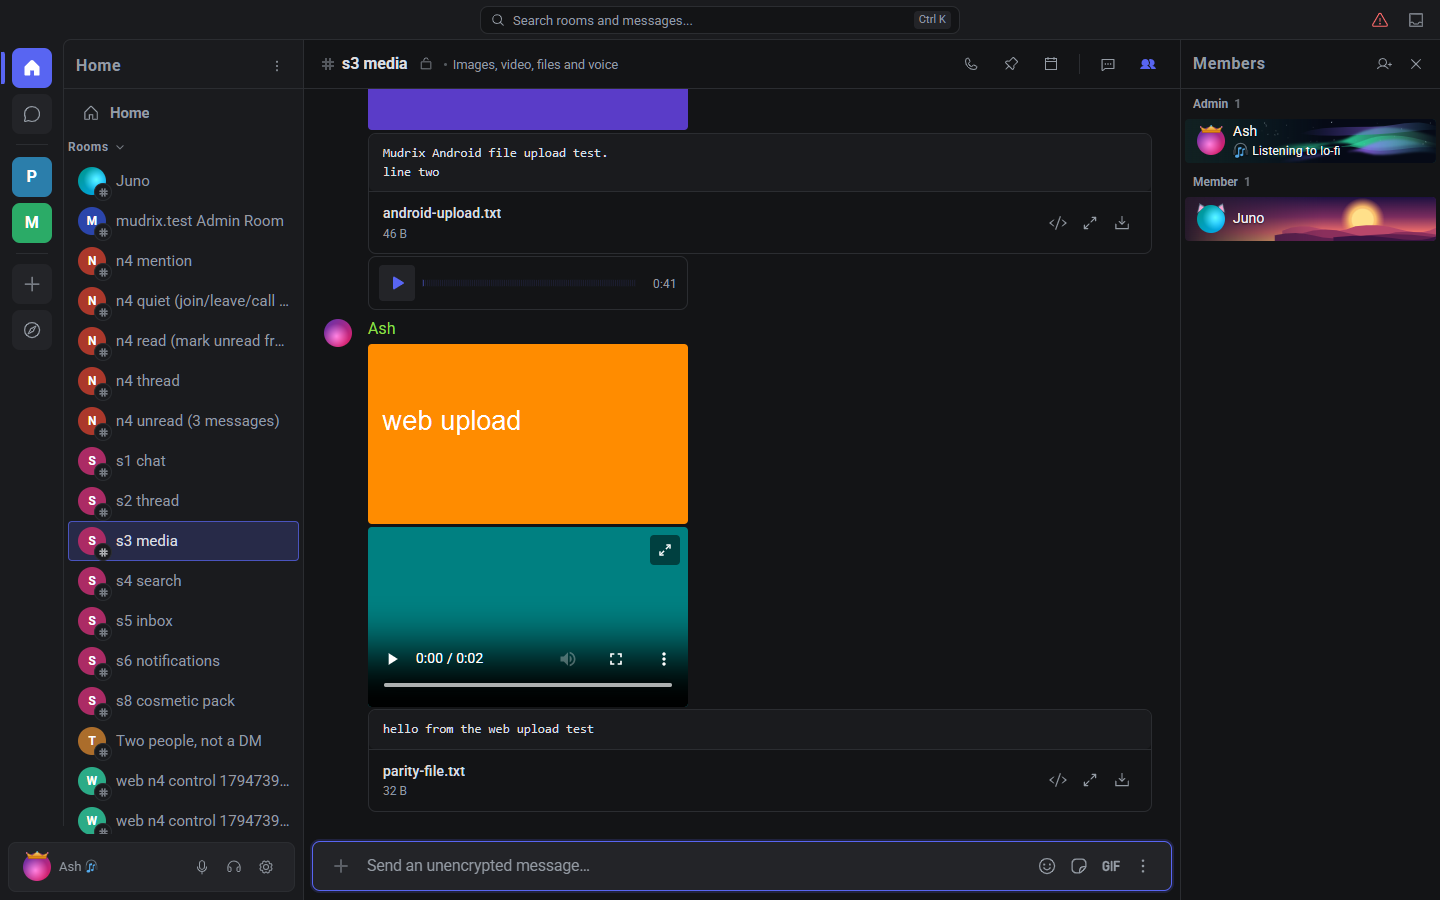 Search rooms and messages...
Ctrl K
Home
Home
Rooms
P
M
Juno
M
mudrix.test Admin Room
N
n4 mention
N
n4 quiet (join/leave/call ...
N
n4 read (mark unread fr...
N
n4 thread
N
n4 unread (3 messages)
S
s1 chat
S
s2 thread
S
s3 media
S
s4 search
S
s5 inbox
S
s6 notifications
S
s8 cosmetic pack
T
Two people, not a DM
W
web n4 control 1794739...
W
web n4 control 1794739...
Ash
s3 media
• Images, video, files and voice
Mudrix Android file upload test.
line two
android-upload.txt
46 B
0:41
Ash
web upload
0:00 / 0:02
hello from the web upload test
parity-file.txt
32 B
Send an unencrypted message...
GIF
Members
Admin 1
Ash
Listening to lo-fi
Member 1
Juno